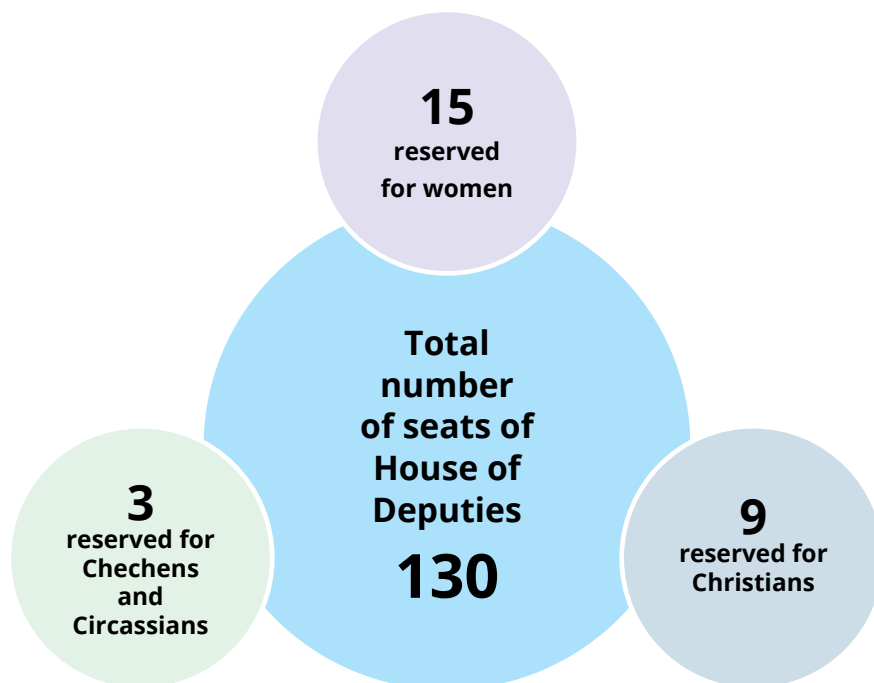 15
reserved
for women
Total
number
of seats of
House of
Deputies
130
3
reserved for
Chechens
and
Circassians
9
reserved for
Christians